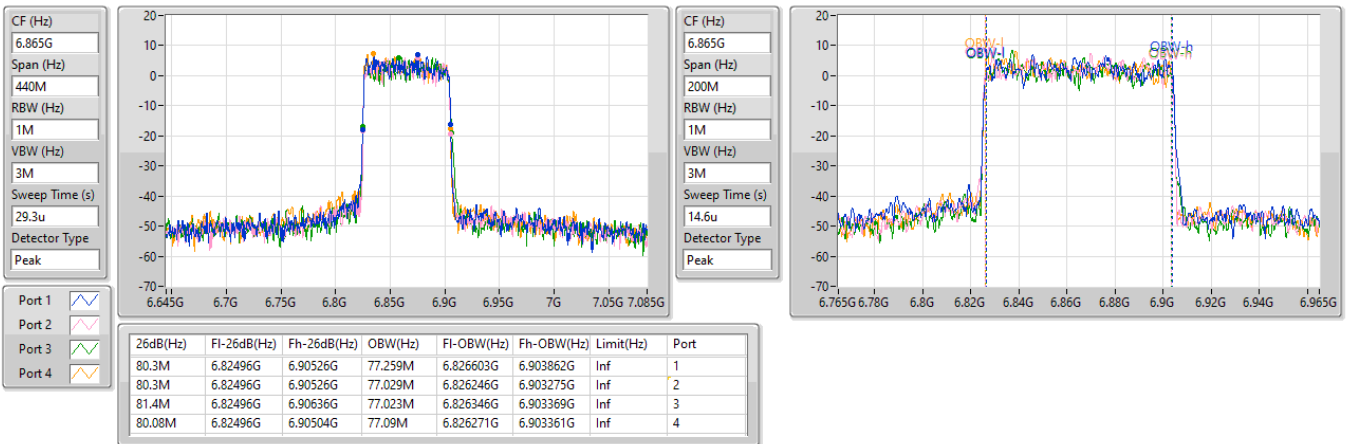 CF (Hz)
6.865G
Span (Hz)
440M
RBW (Hz)
1M
VBW (Hz)
3M
Sweep Time (s)
29.3u
Detector Type
Peak
20
10
0
-10
-20
-30
-40
-50
-60
-70
6.645G 6.7G 6.75G 6.8G 6.85G 6.9G 6.95G 7G 7.05G 7.085G
CF (Hz)
6.865G
Span (Hz)
200M
RBW (Hz)
1M
VBW (Hz)
3M
Sweep Time (s)
14.6u
Detector Type
Peak
20
10
0
-10
-20
-30
-40
-50
-60
-70
OBW-l
OBW-l
OBW-h
OBW-h
6.765G 6.78G 6.8G 6.82G 6.84G 6.86G 6.88G 6.9G 6.92G 6.94G 6.965G
Port 1
Port 2
Port 3
Port 4
26dB(Hz) Fl-26dB(Hz) Fh-26dB(Hz) OBW(Hz) Fl-OBW(Hz) Fh-OBW(Hz) Limit(Hz) Port
80.3M 6.82496G 6.90526G 77.259M 6.826603G 6.903862G Inf 1
80.3M 6.82496G 6.90526G 77.029M 6.826246G 6.903275G Inf 2
81.4M 6.82496G 6.90636G 77.023M 6.826346G 6.903369G Inf 3
80.08M 6.82496G 6.90504G 77.09M 6.826271G 6.903361G Inf 4